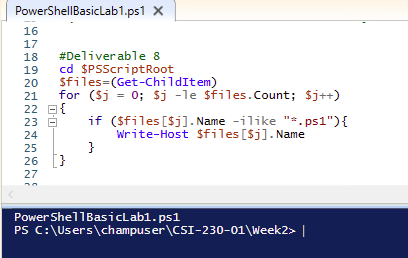 PowerShellBasicLab1.ps1 X
16
17
18 #Deliverable 8
19 cd $PSScriptRoot
20 $files=(Get-ChildItem)
21 for ($j = 0; $j -le $files.Count; $j++)
22 {
23 if ($files[$j].Name -ilike "*.ps1"){
24 Write-Host $files[$j].Name
25 }
26 }
27
PowerShellBasicLab1.ps1
PS C:\Users\champuser\CSI-230-01\Week2>